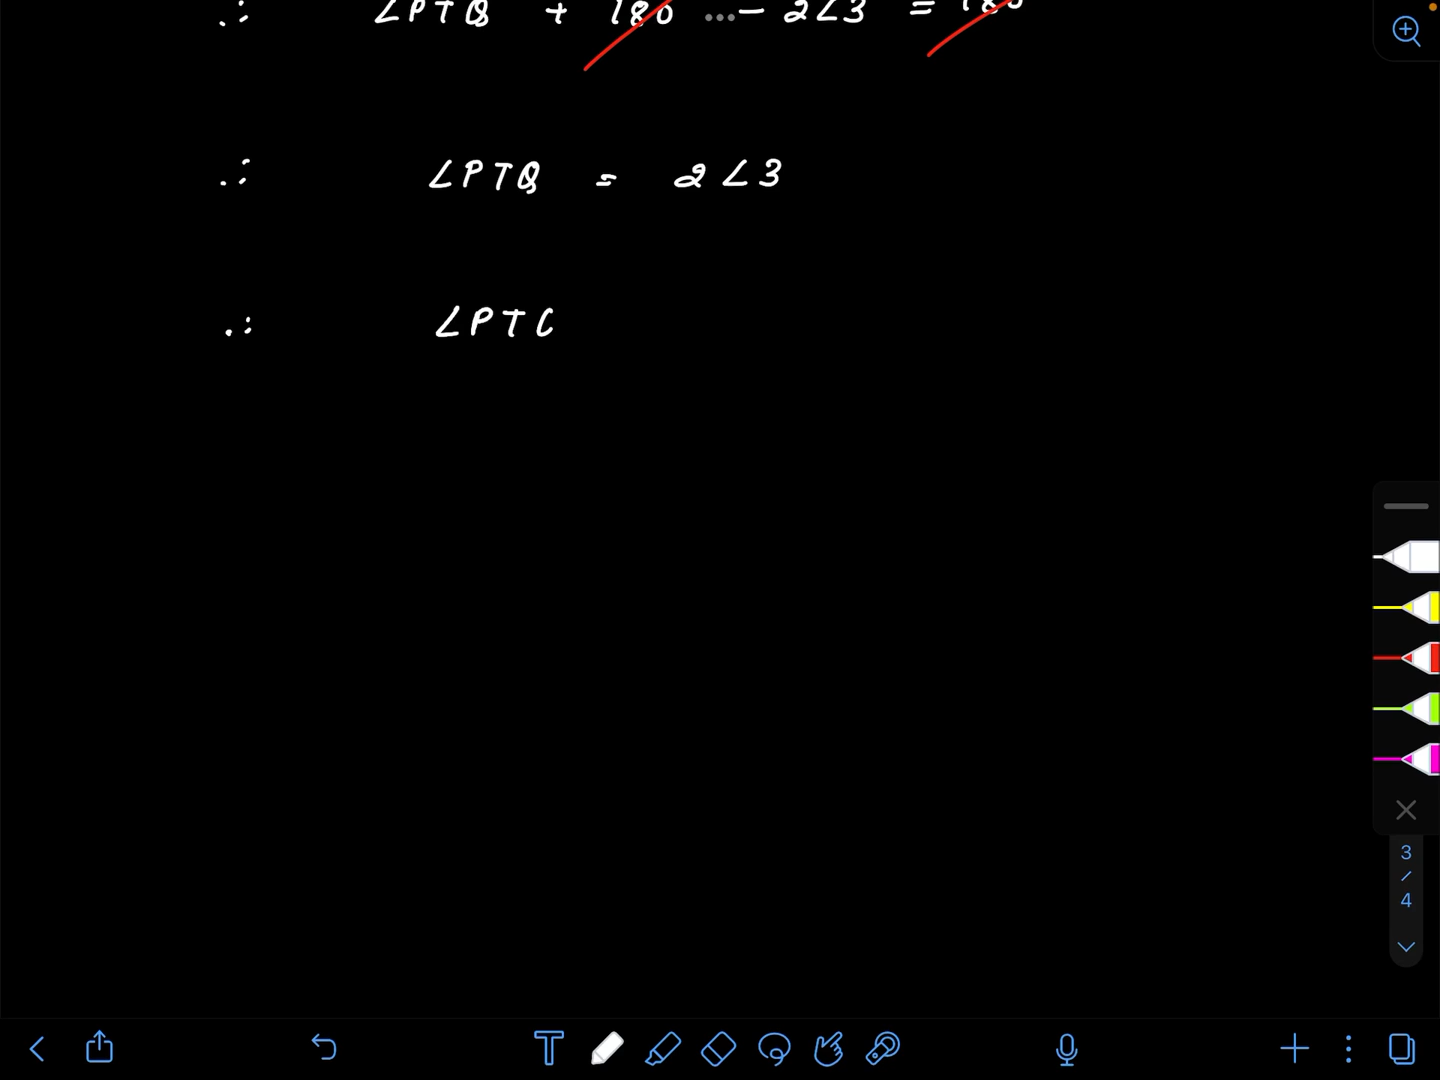 ∴ ∠PTQ + 180 - 2∠3 = 180
∴ ∠PTQ = 2∠3
∴ ∠PTC
3
/
4
T